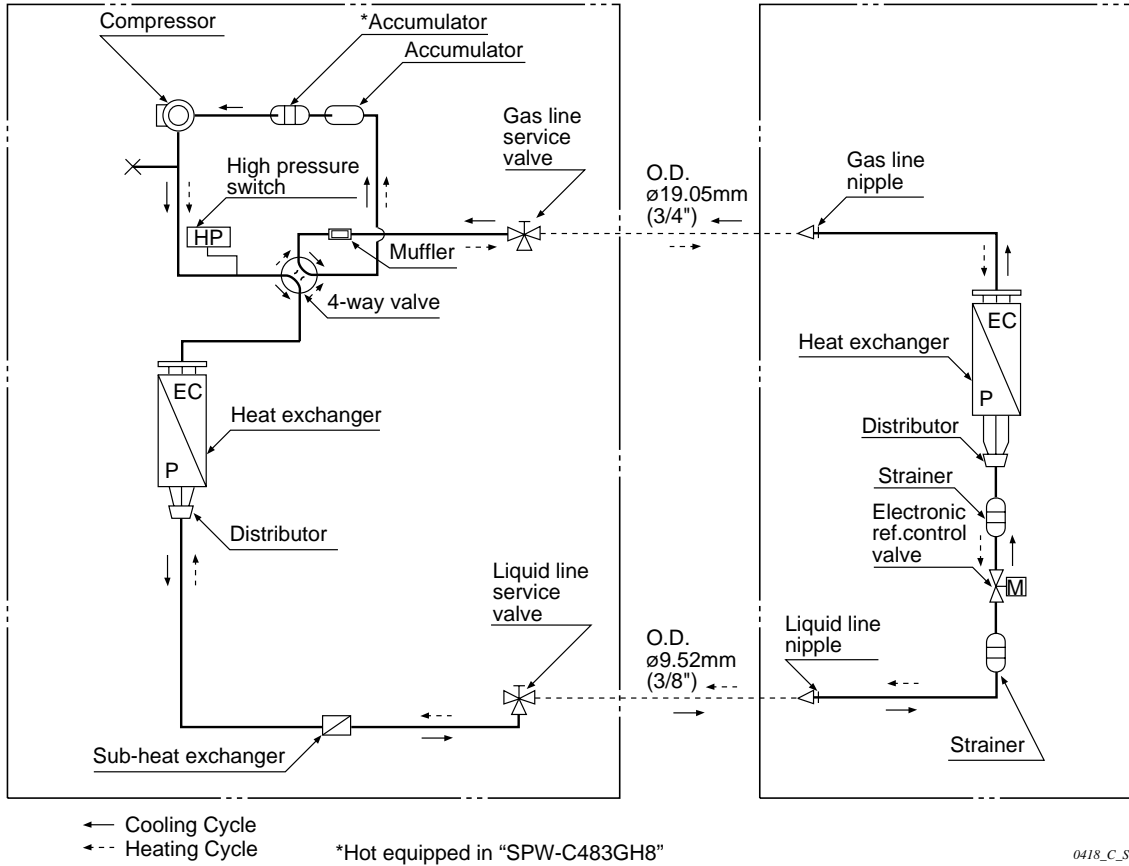 Compressor
*Accumulator
Accumulator
High pressure
switch
HP
Muffler
4-way valve
Gas line
service
valve
O.D.
ø19.05mm
(3/4")
Gas line
nipple
EC
Heat exchanger
P
Distributor
EC
Heat exchanger
P
Distributor
Strainer
Electronic
ref.control
valve
M
Liquid line
service
valve
O.D.
ø9.52mm
(3/8")
Liquid line
nipple
Sub-heat exchanger
Strainer
Cooling Cycle
Heating Cycle
*Hot equipped in “SPW-C483GH8”
0418_C_S